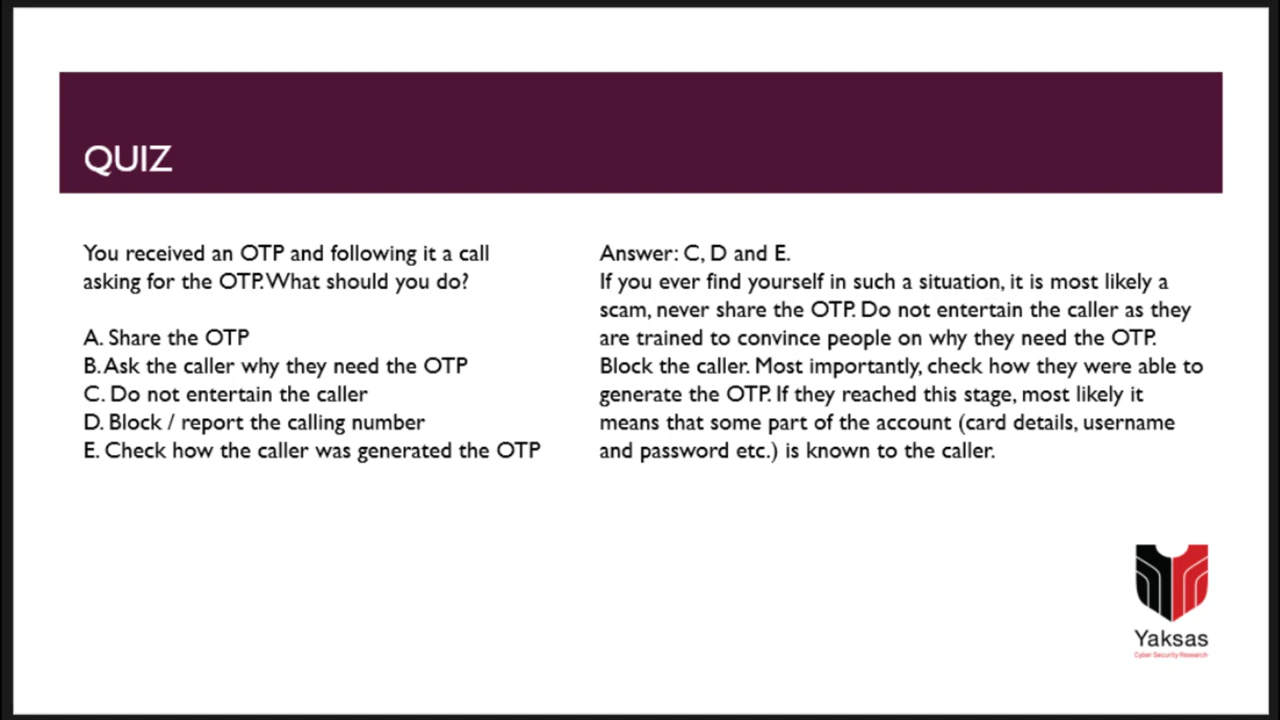 QUIZ
You received an OTP and following it a call
asking for the OTP. What should you do?
A. Share the OTP
B. Ask the caller why they need the OTP
C. Do not entertain the caller
D. Block / report the calling number
E. Check how the caller was generated the OTP
Answer: C, D and E.
If you ever find yourself in such a situation, it is most likely a
scam, never share the OTP. Do not entertain the caller as they
are trained to convince people on why they need the OTP.
Block the caller. Most importantly, check how they were able to
generate the OTP. If they reached this stage, most likely it
means that some part of the account (card details, username
and password etc.) is known to the caller.
Yaksas
Cyber Security Research